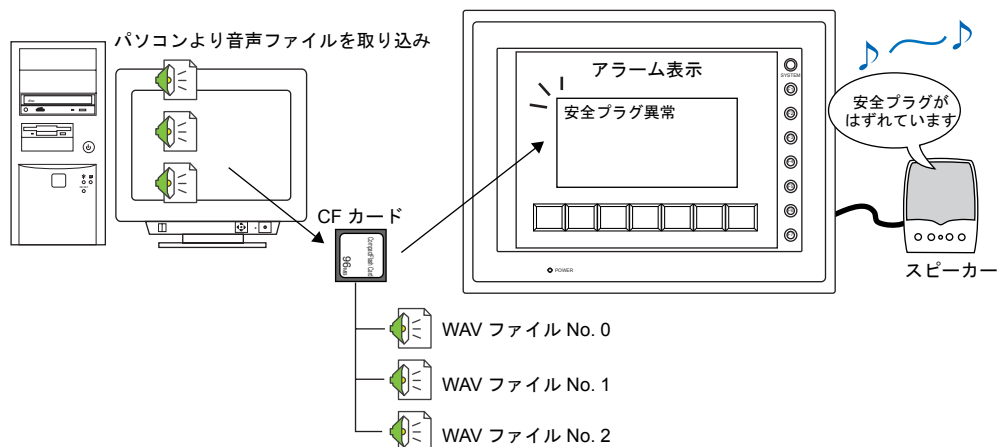 パソコンより音声ファイルを取り込み
アラーム表示
SYSTEM
安全プラグ異常
安全プラグが
はずれています
CF カード
CompactFlash Card
96MB
POWER
スピーカー
WAV ファイル No. 0
WAV ファイル No. 1
WAV ファイル No. 2